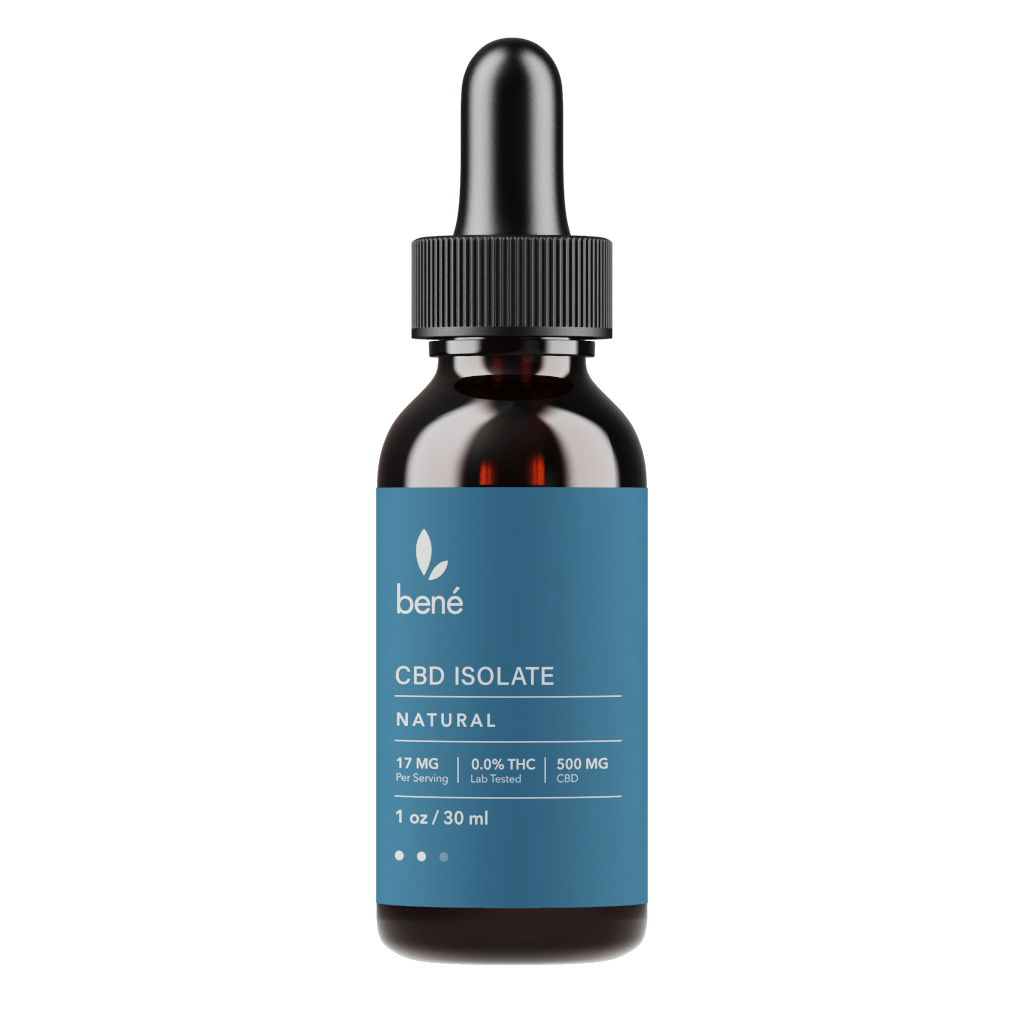 bené
CBD ISOLATE
NATURAL
17 MG | 0.0% THC | 500 MG
Per Serving | Lab Tested | CBD
1 oz / 30 ml